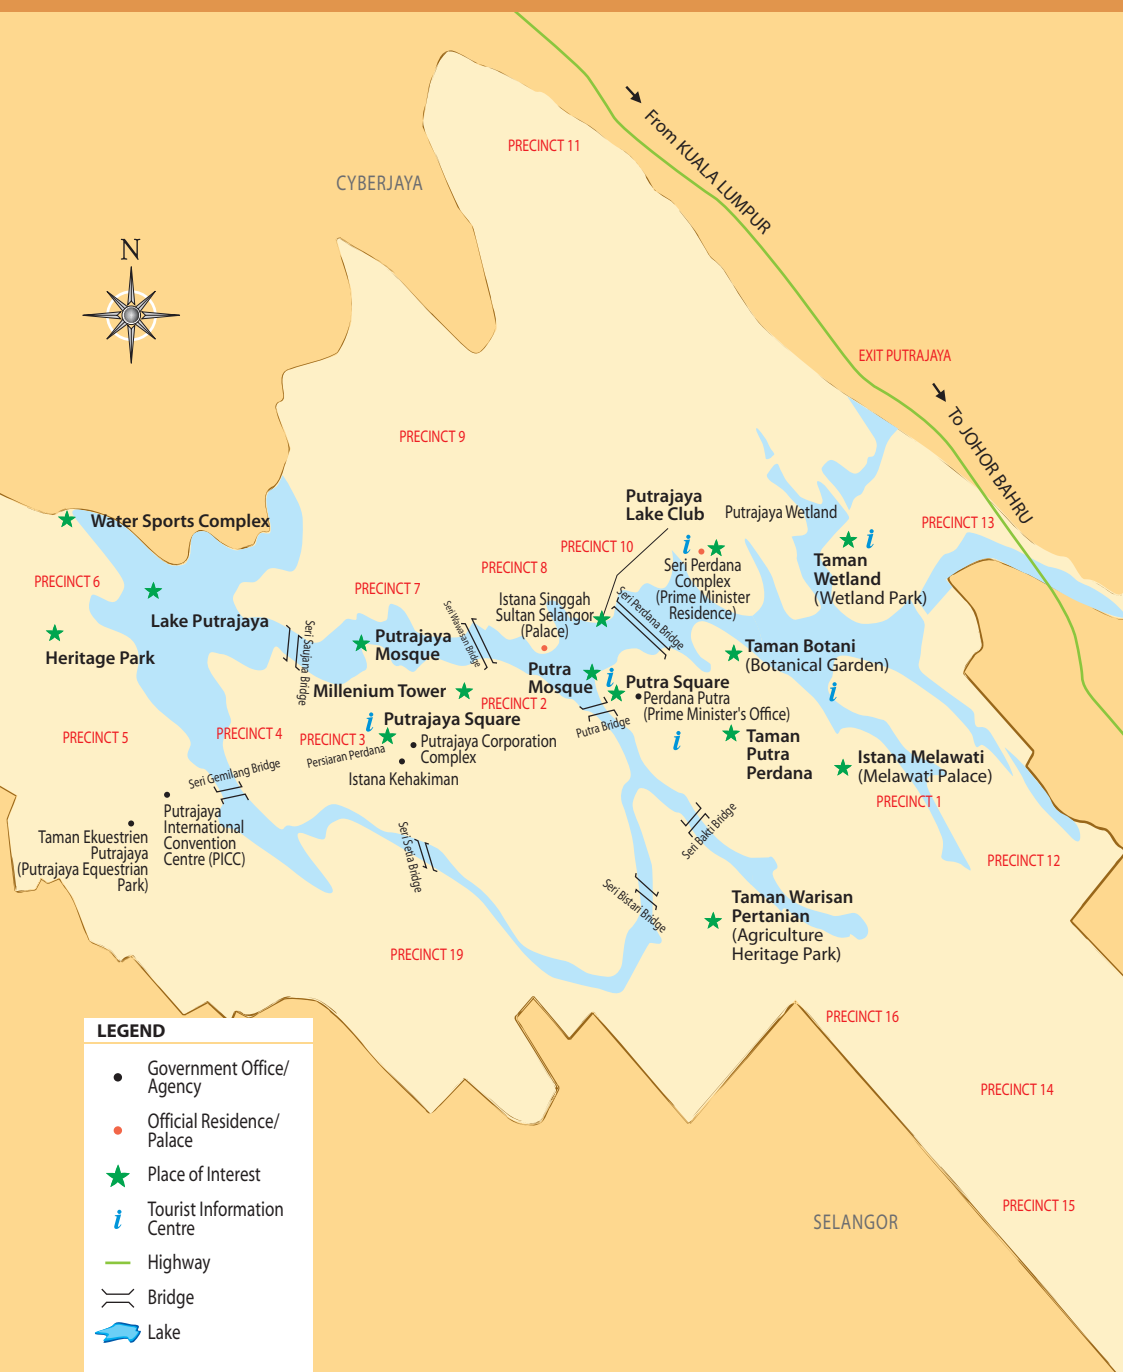 PRECINCT 11
From KUALA LUMPUR
CYBERJAYA
N
EXIT PUTRAJAYA
To JOHOR BAHRU
PRECINCT 9
Putrajaya
Lake Club
Putrajaya Wetland
Water Sports Complex
PRECINCT 13
PRECINCT 10
Taman
Wetland
(Wetland Park)
Seri Perdana
Complex
(Prime Minister
Residence)
PRECINCT 8
PRECINCT 6
PRECINCT 7
Istana Singgah
Sultan Selangor
(Palace)
Seri Perdana Bridge
Seri Wawasan Bridge
Lake Putrajaya
Seri Saujana Bridge
Putrajaya
Mosque
Heritage Park
Taman Botani
(Botanical Garden)
Putra
Mosque
Putra Square
Perdana Putra
(Prime Minister's Office)
Millenium Tower
PRECINCT 2
Putrajaya Square
Putra Bridge
PRECINCT 5
PRECINCT 4
PRECINCT 3
Persiaran Perdana
Putrajaya Corporation
Complex
Istana Kehakiman
Taman
Putra
Perdana
Istana Melawati
(Melawati Palace)
PRECINCT 1
Seri Gemilang Bridge
Putrajaya
International
Convention
Centre (PICC)
Taman Ekuestrien
Putrajaya
(Putrajaya Equestrian
Park)
Seri Setia Bridge
Seri Bakti Bridge
PRECINCT 12
Seri Bistari Bridge
Taman Warisan
Pertanian
(Agriculture
Heritage Park)
PRECINCT 19
PRECINCT 16
PRECINCT 14
PRECINCT 15
SELANGOR
LEGEND
Government Office/
Agency
Official Residence/
Palace
Place of Interest
i Tourist Information
Centre
Highway
Bridge
Lake